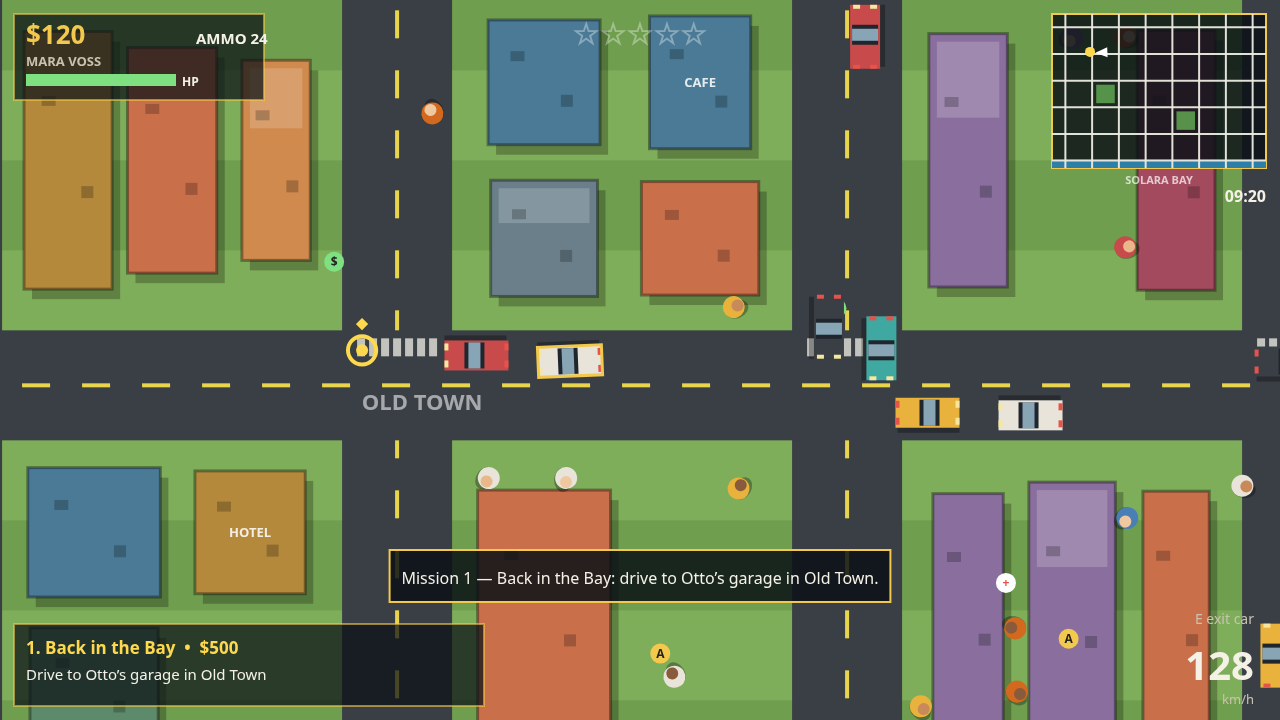 $120
AMMO 24
MARA VOSS
HP
CAFE
SOLARA BAY
09:20
$
OLD TOWN
HOTEL
Mission 1 — Back in the Bay: drive to Otto’s garage in Old Town.
+
A
A
1. Back in the Bay • $500
Drive to Otto’s garage in Old Town
E exit car
128
km/h